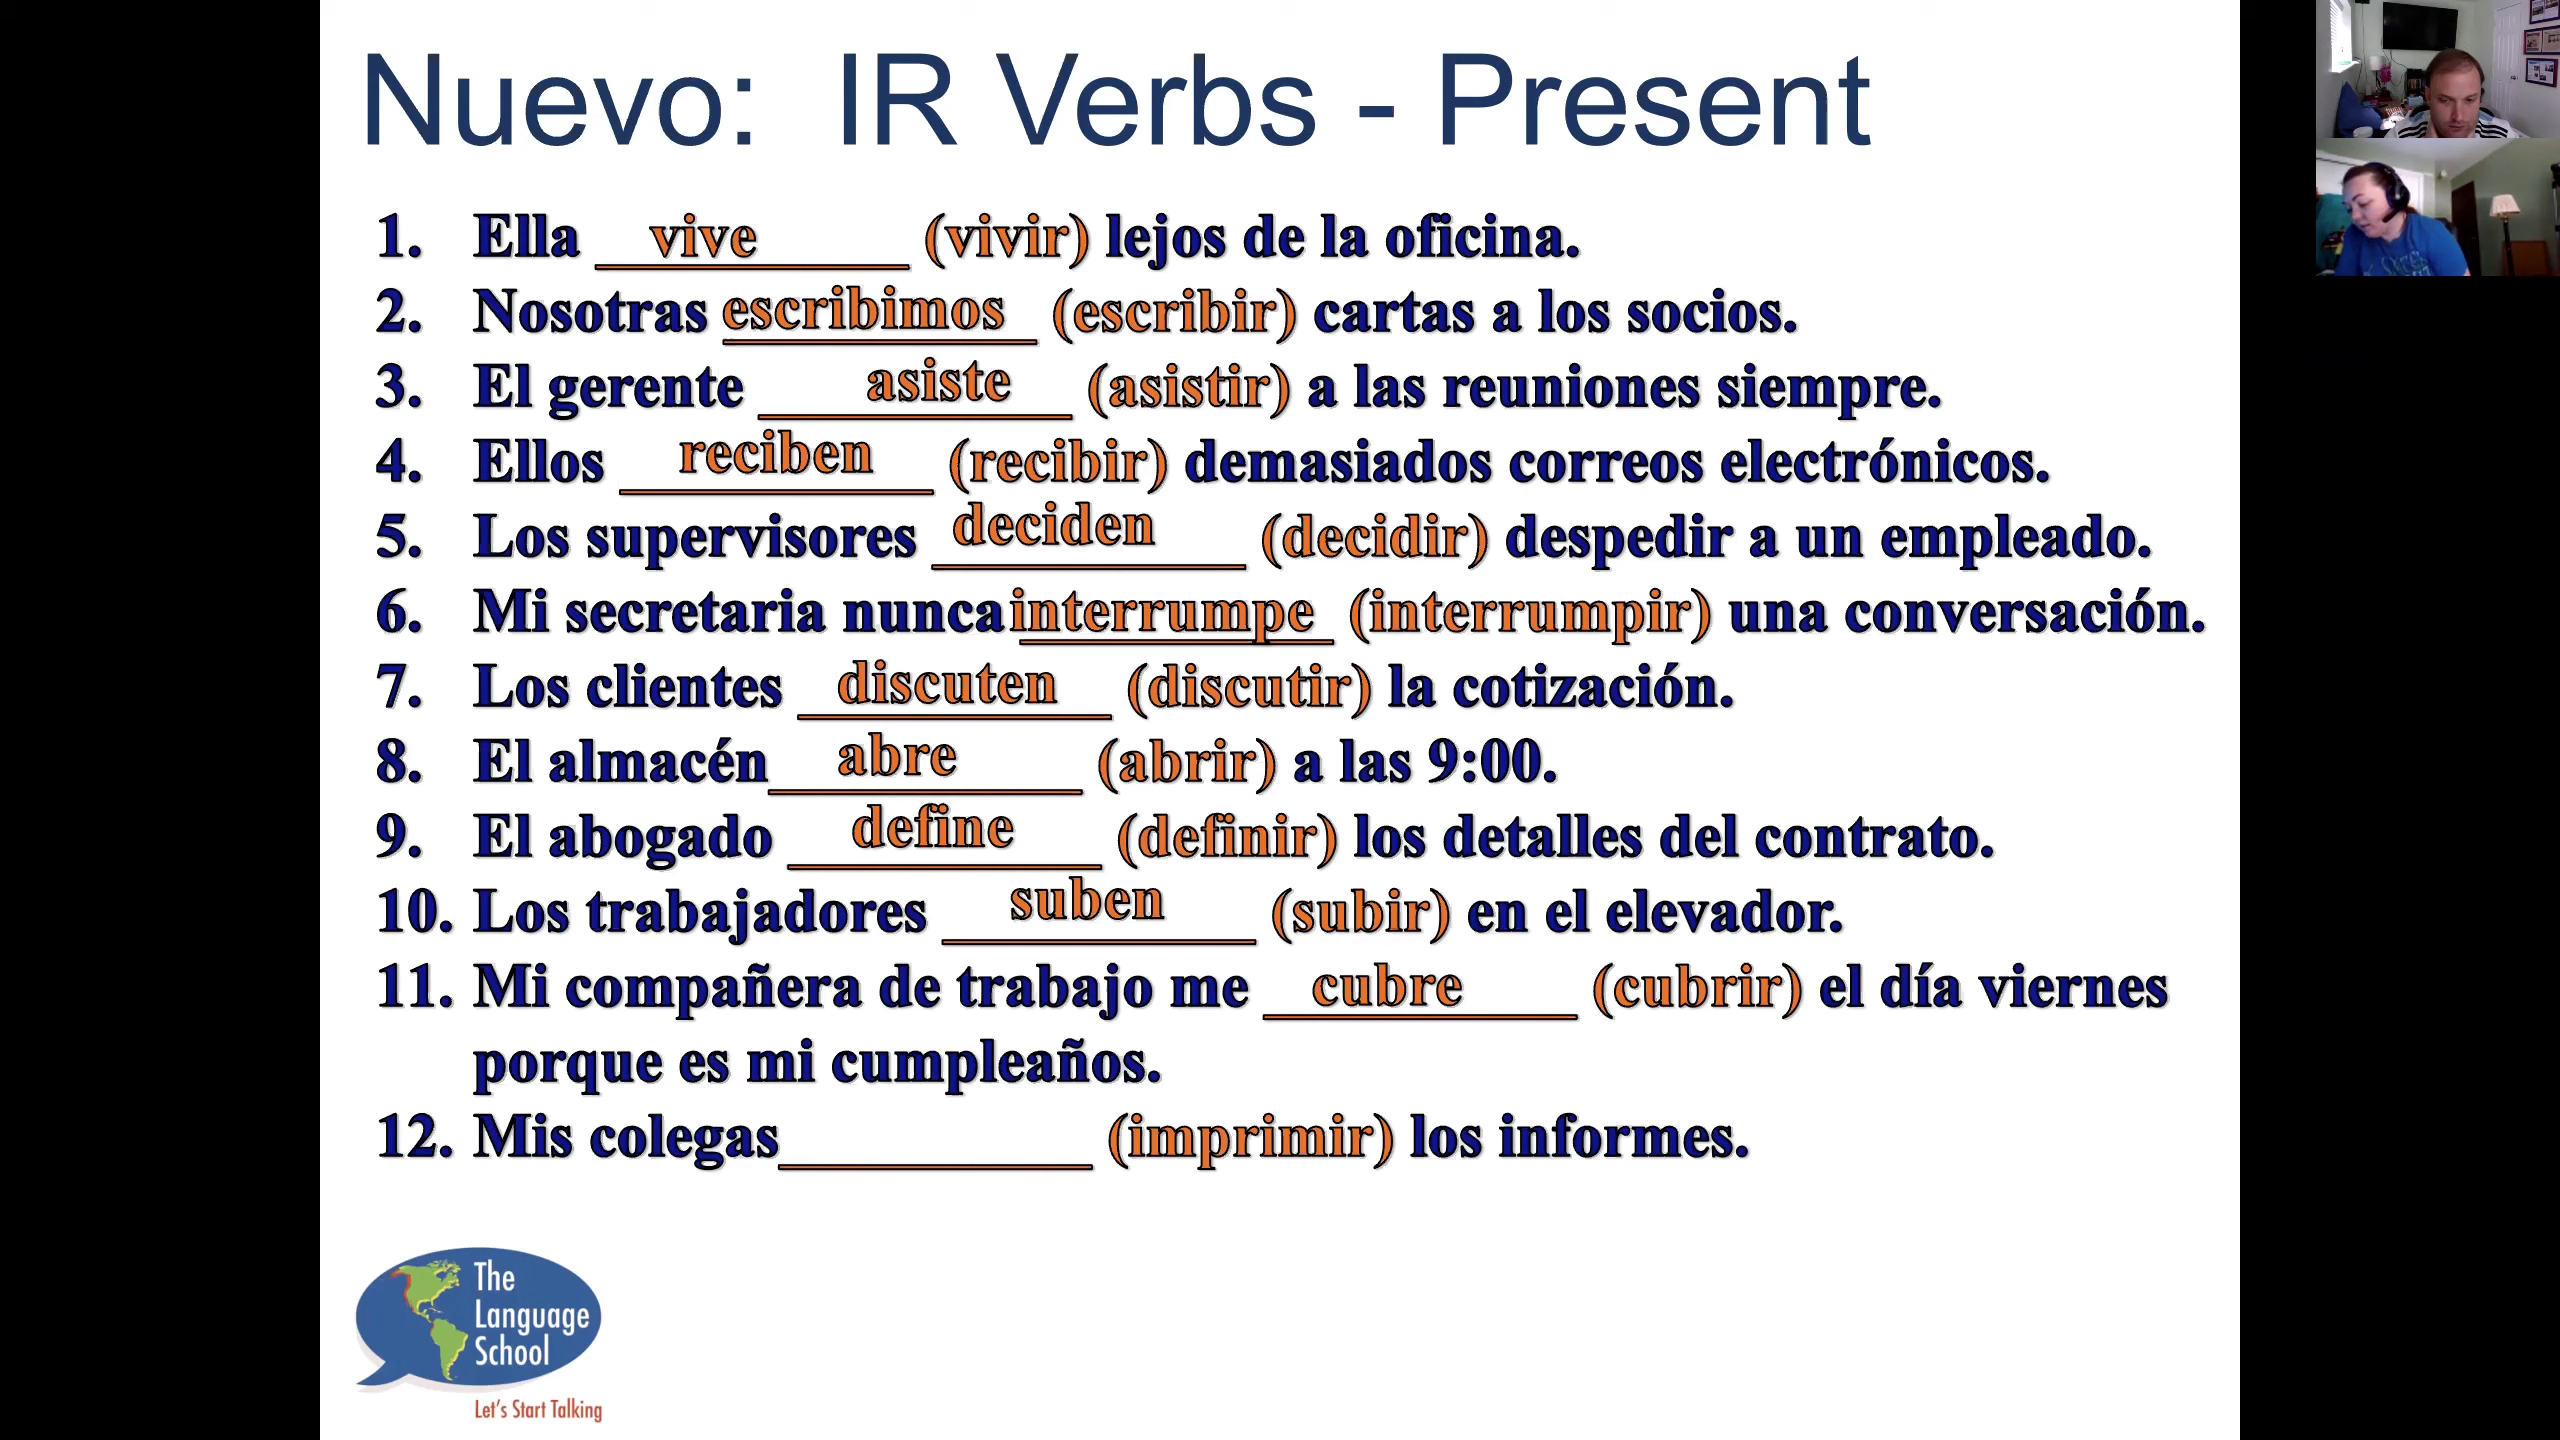 Nuevo: IR Verbs - Present
1. Ella vive (vivir) lejos de la oficina.
2. Nosotras escribimos (escribir) cartas a los socios.
3. El gerente asiste (asistir) a las reuniones siempre.
4. Ellos reciben (recibir) demasiados correos electrónicos.
5. Los supervisores deciden (decidir) despedir a un empleado.
6. Mi secretaria nunca interrumpe (interrumpir) una conversación.
7. Los clientes discuten (discutir) la cotización.
8. El almacén abre (abrir) a las 9:00.
9. El abogado define (definir) los detalles del contrato.
10. Los trabajadores suben (subir) en el elevador.
11. Mi compañera de trabajo me cubre (cubrir) el día viernes
porque es mi cumpleaños.
12. Mis colegas__________ (imprimir) los informes.
The
Language
School
Let's Start Talking